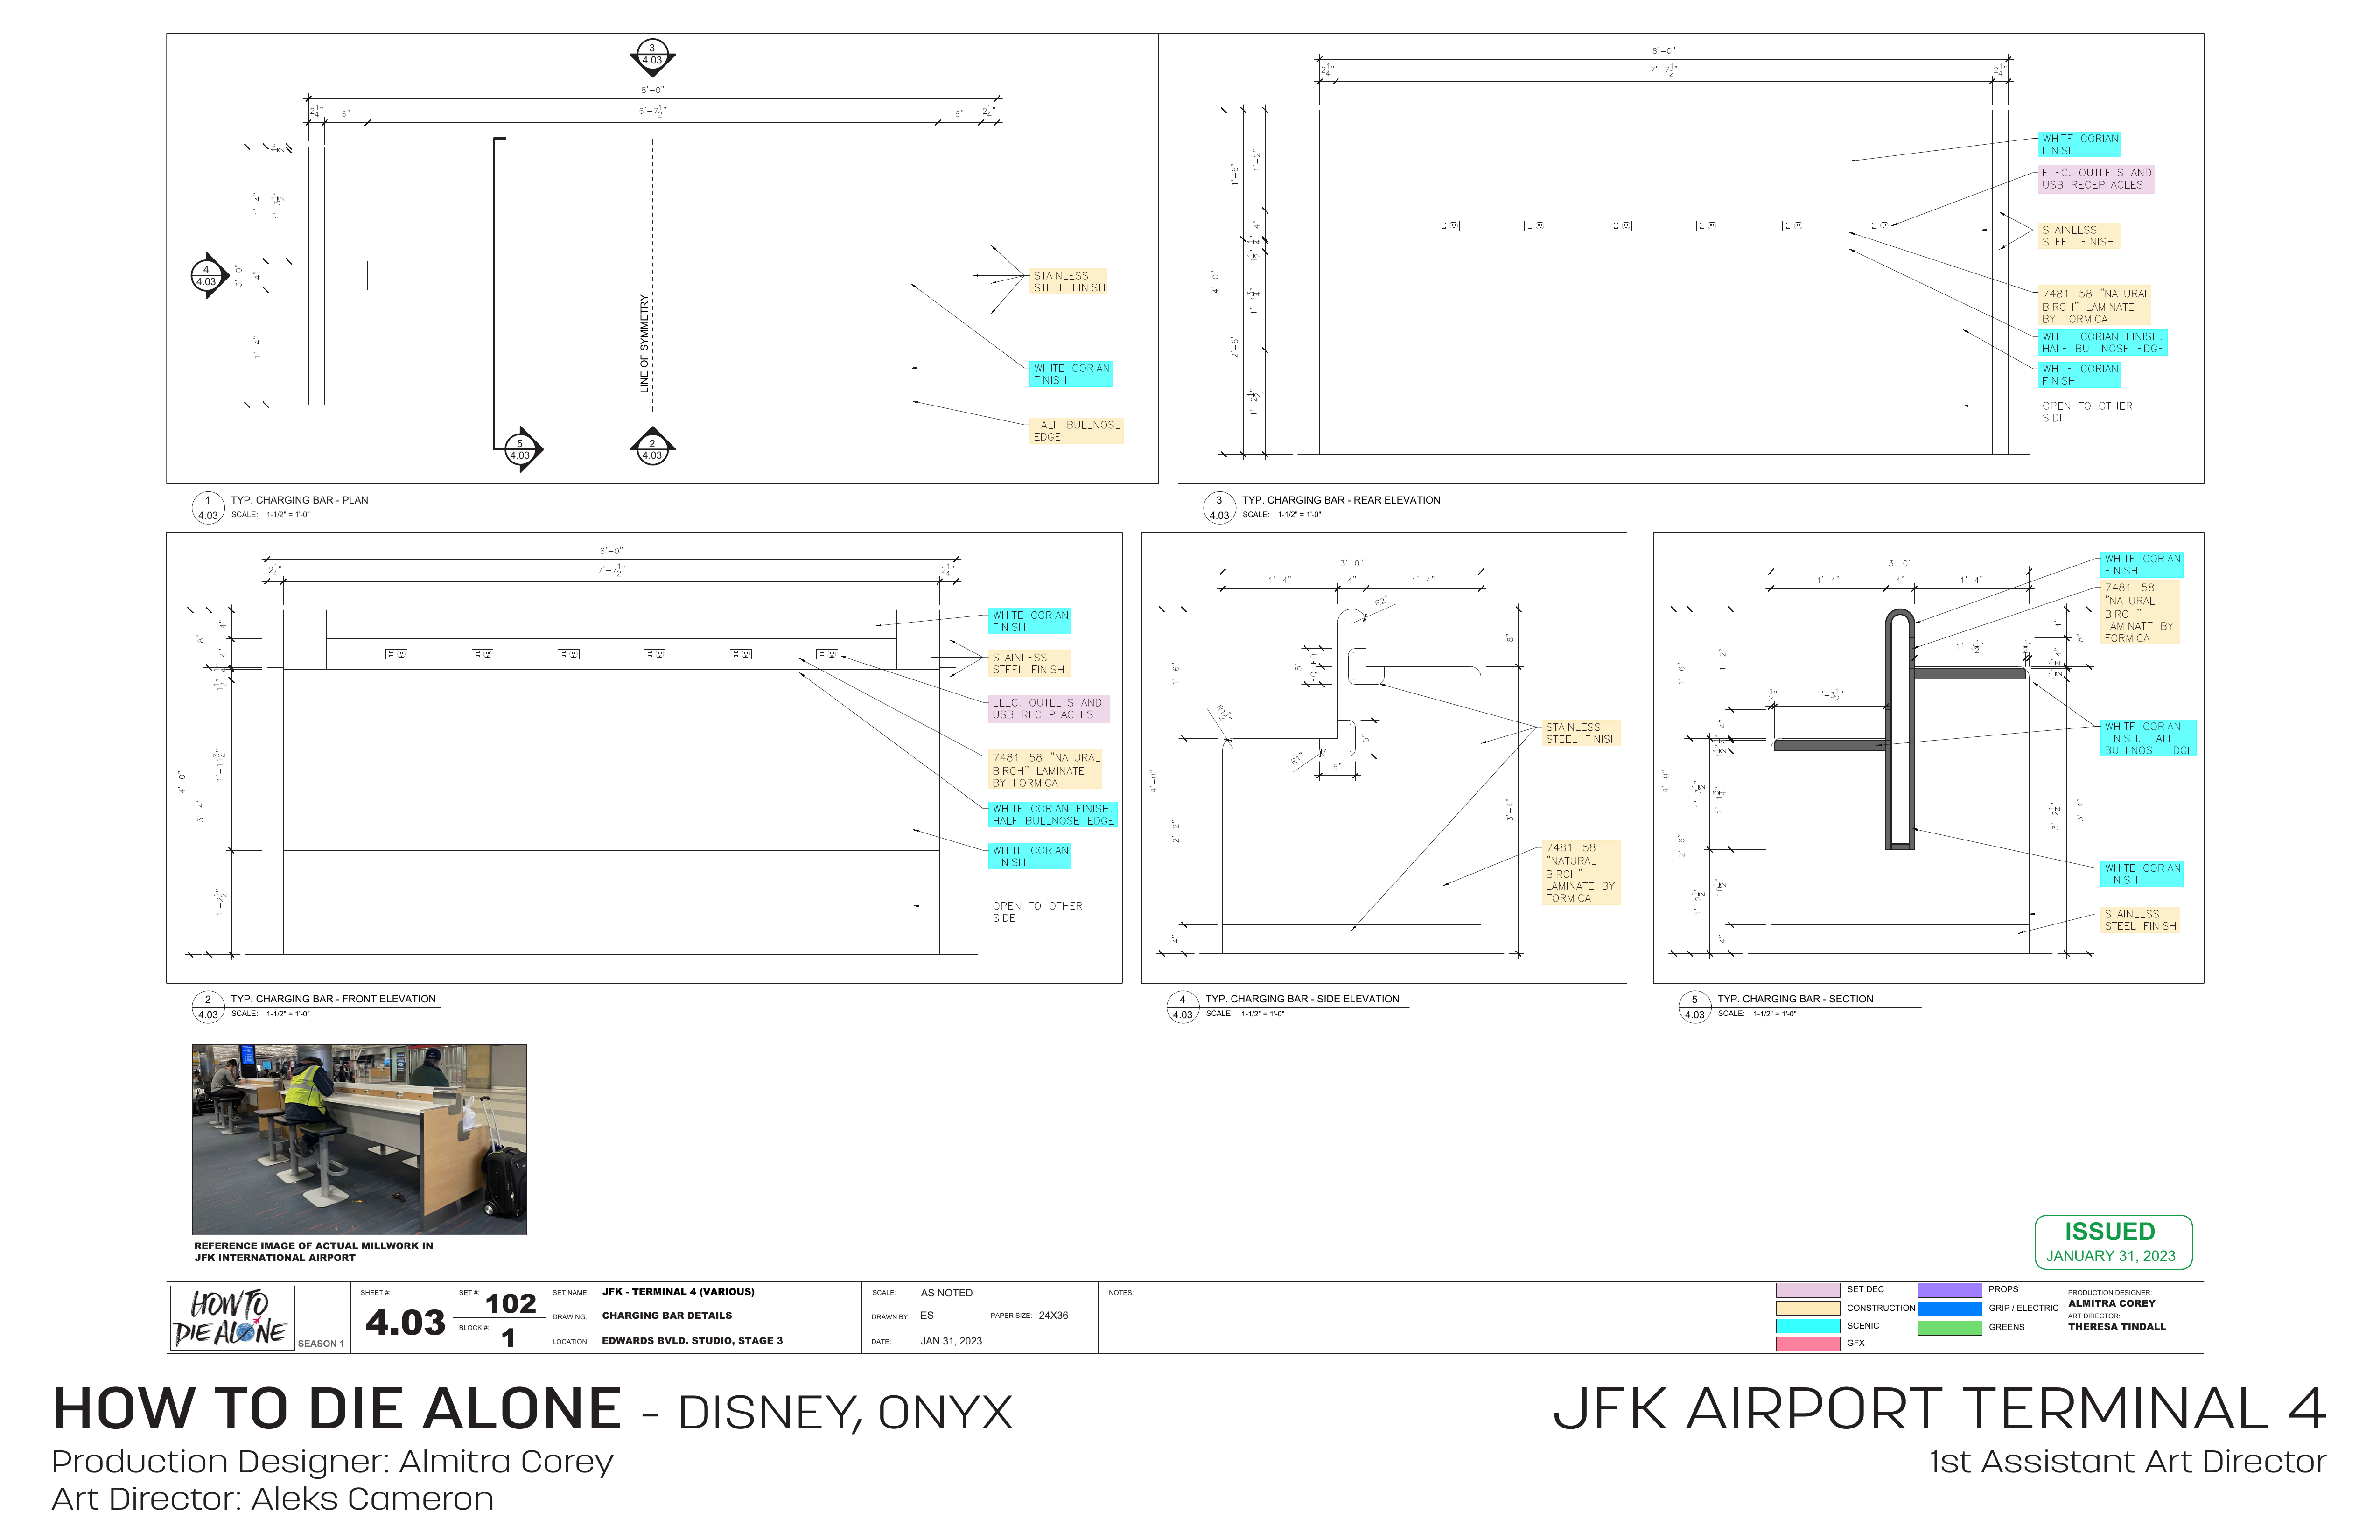 3
4.03
8'-0"
2 1/4"
6"
6'-7 1/2"
6"
2 1/4"
1/2"
1'-4"
1'-3 1/2"
4
4.03
3'-0"
4"
1'-4"
LINE OF SYMMETRY
STAINLESS
STEEL FINISH
WHITE CORIAN
FINISH
HALF BULLNOSE
EDGE
5
4.03
2
4.03
1
4.03
TYP. CHARGING BAR - PLAN
SCALE: 1-1/2" = 1'-0"
8'-0"
2 1/4"
7'-7 1/2"
2 1/4"
1'-6"
1'-2"
4"
1/2"
1 1/2"
4'-0"
1'-1 3/4"
2'-6"
1'-2 1/2"
WHITE CORIAN
FINISH
ELEC. OUTLETS AND
USB RECEPTACLES
STAINLESS
STEEL FINISH
7481-58 "NATURAL
BIRCH" LAMINATE
BY FORMICA
WHITE CORIAN FINISH.
HALF BULLNOSE EDGE
WHITE CORIAN
FINISH
OPEN TO OTHER
SIDE
3
4.03
TYP. CHARGING BAR - REAR ELEVATION
SCALE: 1-1/2" = 1'-0"
8'-0"
2 1/4"
7'-7 1/2"
2 1/4"
8"
4"
4"
1 1/2"
1'-11 3/4"
4'-0"
3'-4"
1'-2 1/2"
WHITE CORIAN
FINISH
STAINLESS
STEEL FINISH
ELEC. OUTLETS AND
USB RECEPTACLES
7481-58 "NATURAL
BIRCH" LAMINATE
BY FORMICA
WHITE CORIAN FINISH.
HALF BULLNOSE EDGE
WHITE CORIAN
FINISH
OPEN TO OTHER
SIDE
2
4.03
TYP. CHARGING BAR - FRONT ELEVATION
SCALE: 1-1/2" = 1'-0"
3'-0"
1'-4"
4"
1'-4"
R2"
8"
1'-6"
5"
EQ.
EQ.
R1 1/2"
R1"
5"
5"
4'-0"
2'-2"
3'-4"
4"
STAINLESS
STEEL FINISH
7481-58
"NATURAL
BIRCH"
LAMINATE BY
FORMICA
4
4.03
TYP. CHARGING BAR - SIDE ELEVATION
SCALE: 1-1/2" = 1'-0"
3'-0"
1'-4"
4"
1'-4"
4"
8"
1'-3 1/2"
1/2"
1'-6"
1'-2"
1/2"
1'-3 1/2"
4"
4'-0"
1'-3 1/2"
1'-1 3/4"
2'-6"
1'-2 1/2"
10 1/2"
4"
3'-2 1/4"
3'-4"
WHITE CORIAN
FINISH
7481-58
"NATURAL
BIRCH"
LAMINATE BY
FORMICA
WHITE CORIAN
FINISH. HALF
BULLNOSE EDGE
WHITE CORIAN
FINISH
STAINLESS
STEEL FINISH
5
4.03
TYP. CHARGING BAR - SECTION
SCALE: 1-1/2" = 1'-0"
REFERENCE IMAGE OF ACTUAL MILLWORK IN
JFK INTERNATIONAL AIRPORT
ISSUED
JANUARY 31, 2023
HOW TO
DIE ALONE
SEASON 1
SHEET #:
4.03
SET #:
102
BLOCK #:
1
SET NAME: JFK - TERMINAL 4 (VARIOUS)
DRAWING: CHARGING BAR DETAILS
LOCATION: EDWARDS BVLD. STUDIO, STAGE 3
SCALE: AS NOTED
DRAWN BY: ES
PAPER SIZE: 24X36
DATE: JAN 31, 2023
NOTES:
SET DEC
CONSTRUCTION
SCENIC
GFX
PROPS
GRIP / ELECTRIC
GREENS
PRODUCTION DESIGNER:
ALMITRA COREY
ART DIRECTOR:
THERESA TINDALL
HOW TO DIE ALONE - DISNEY, ONYX
Production Designer: Almitra Corey
Art Director: Aleks Cameron
JFK AIRPORT TERMINAL 4
1st Assistant Art Director